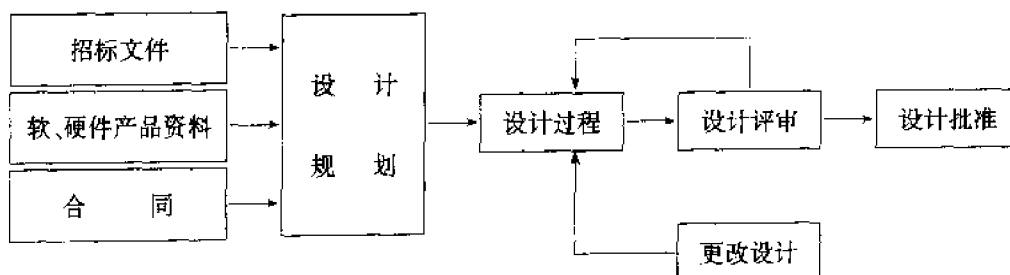 招标文件
软、硬件产品资料
合 同
设 计
规 划
设计过程
设计评审
设计批准
更改设计